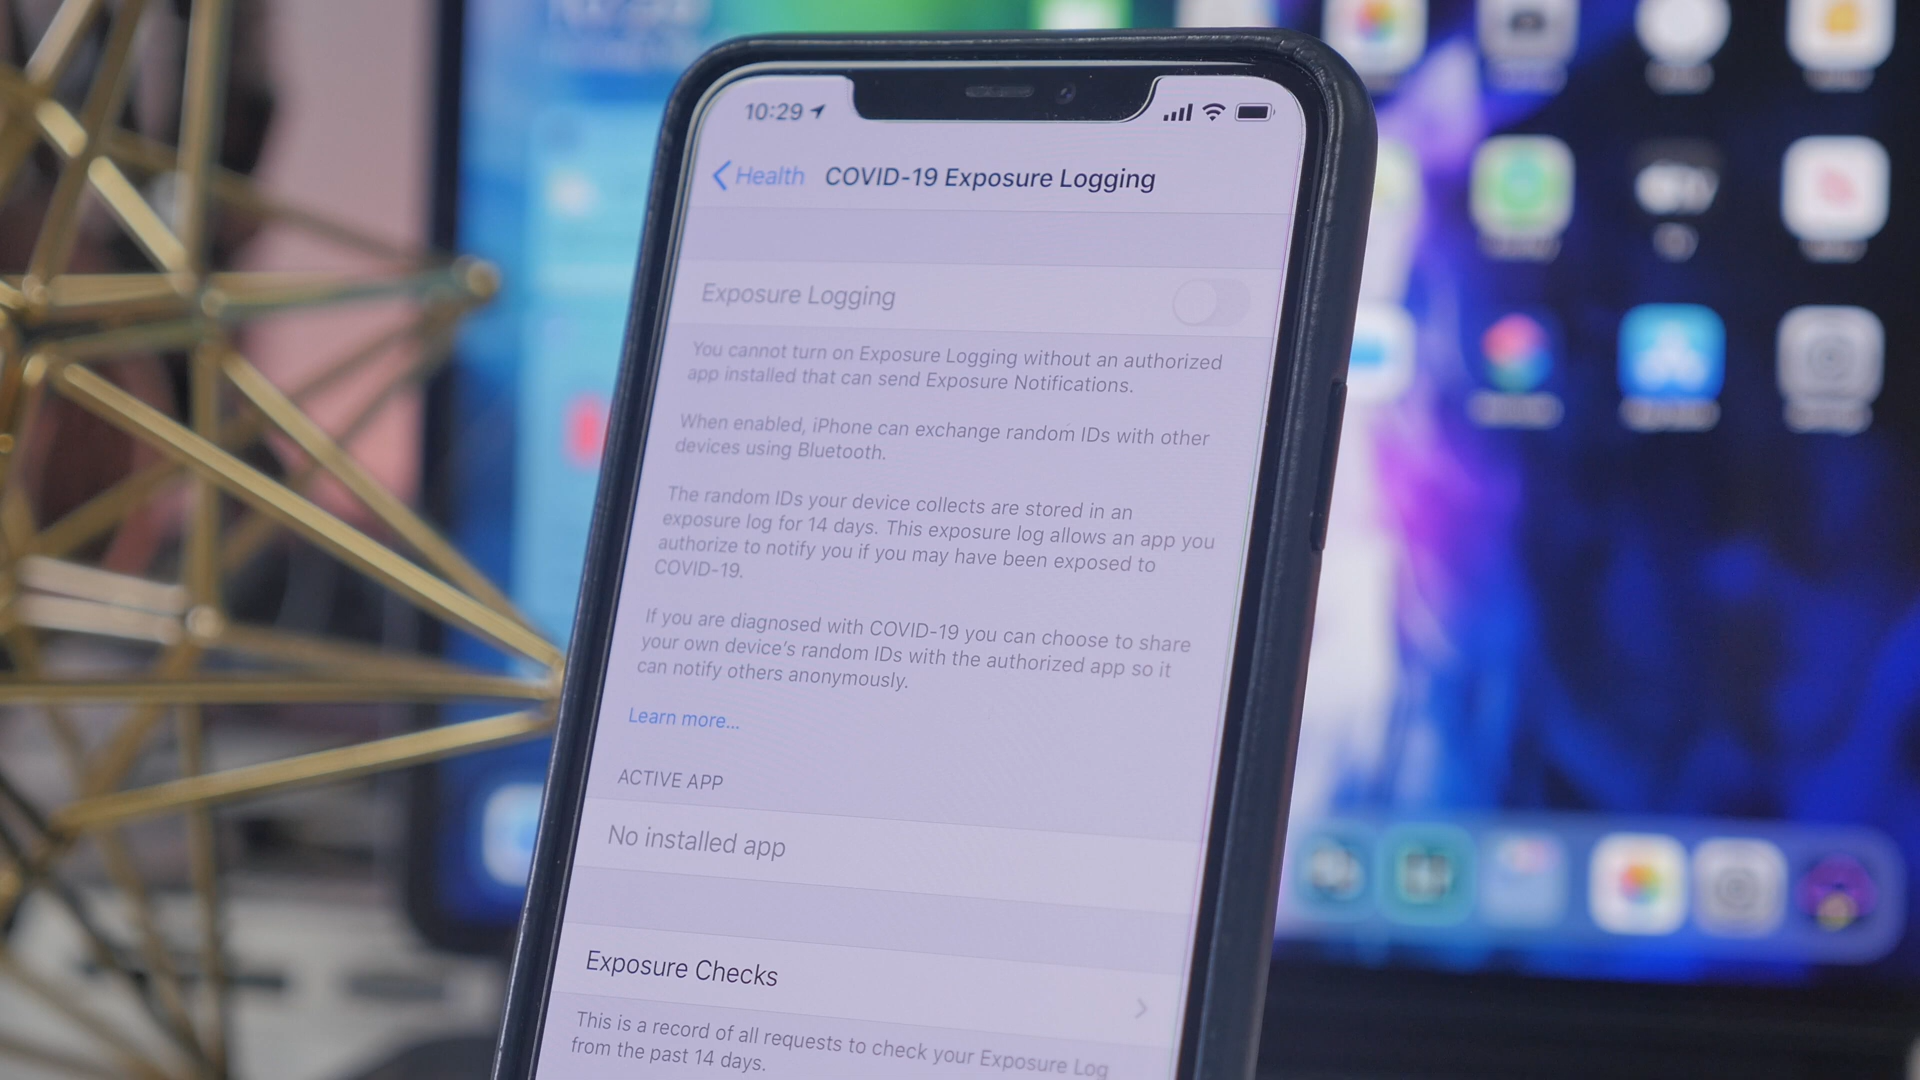 10:29
Health COVID-19 Exposure Logging
Exposure Logging
You cannot turn on Exposure Logging without an authorized
app installed that can send Exposure Notifications.
When enabled, iPhone can exchange random IDs with other
devices using Bluetooth.
The random IDs your device collects are stored in an
exposure log for 14 days. This exposure log allows an app you
authorize to notify you if you may have been exposed to
COVID-19.
If you are diagnosed with COVID-19 you can choose to share
your own device's random IDs with the authorized app so it
can notify others anonymously.
Learn more...
ACTIVE APP
No installed app
Exposure Checks
This is a record of all requests to check your Exposure Log
from the past 14 days.